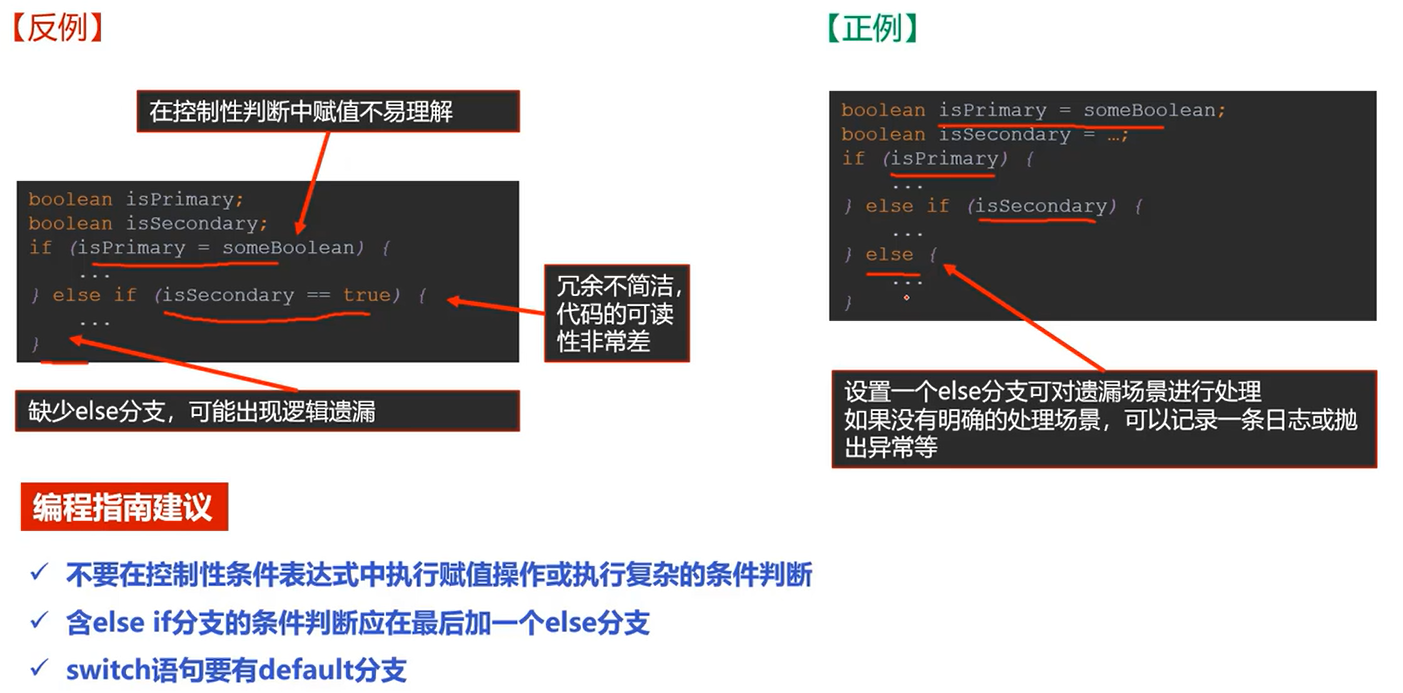 【反例】
在控制性判断中赋值不易理解
boolean isPrimary;
boolean isSecondary;
if (isPrimary = someBoolean) {
...
} else if (isSecondary == true) {
...
}
冗余不简洁，
代码的可读
性非常差
缺少else分支，可能出现逻辑遗漏
【正例】
boolean isPrimary = someBoolean;
boolean isSecondary = …;
if (isPrimary) {
...
} else if (isSecondary) {
...
} else {
...
}
设置一个else分支可对遗漏场景进行处理
如果没有明确的处理场景，可以记录一条日志或抛
出异常等
编程指南建议
✓ 不要在控制性条件表达式中执行赋值操作或执行复杂的条件判断
✓ 含else if分支的条件判断应在最后加一个else分支
✓ switch语句要有default分支